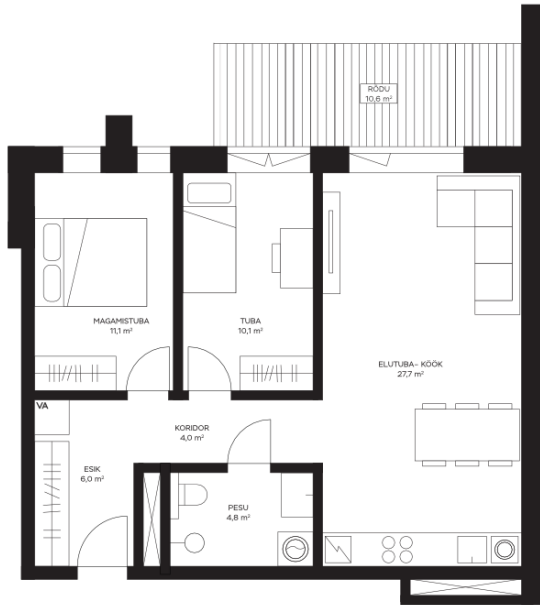 RÕDU
10,6 m²
MAGAMISTUBA
11,1 m²
TUBA
10,1 m²
ELUTUBA- KÖÖK
27,7 m²
VA
KORIDOR
4,0 m²
ESIK
6,0 m²
PESU
4,8 m²